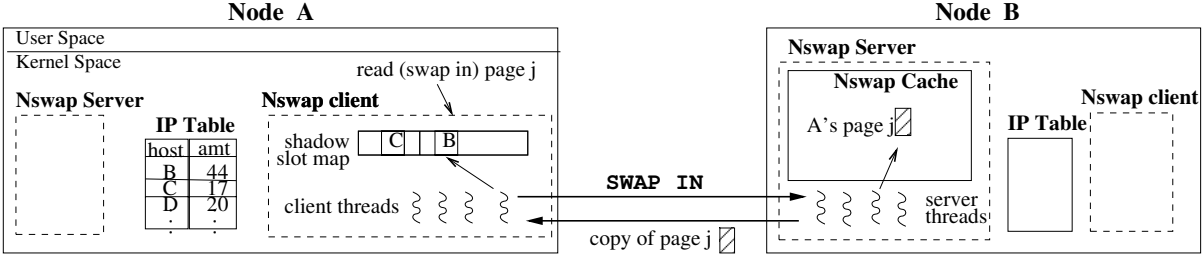 Node A
User Space
Kernel Space
read (swap in) page j
Nswap Server
Nswap client
IP Table
host amt
B 44
C 17
D 20
: :
shadow
slot map
C B
client threads
SWAP IN
copy of page j
Node B
Nswap Server
Nswap Cache
A's page j
server
threads
IP Table
Nswap client